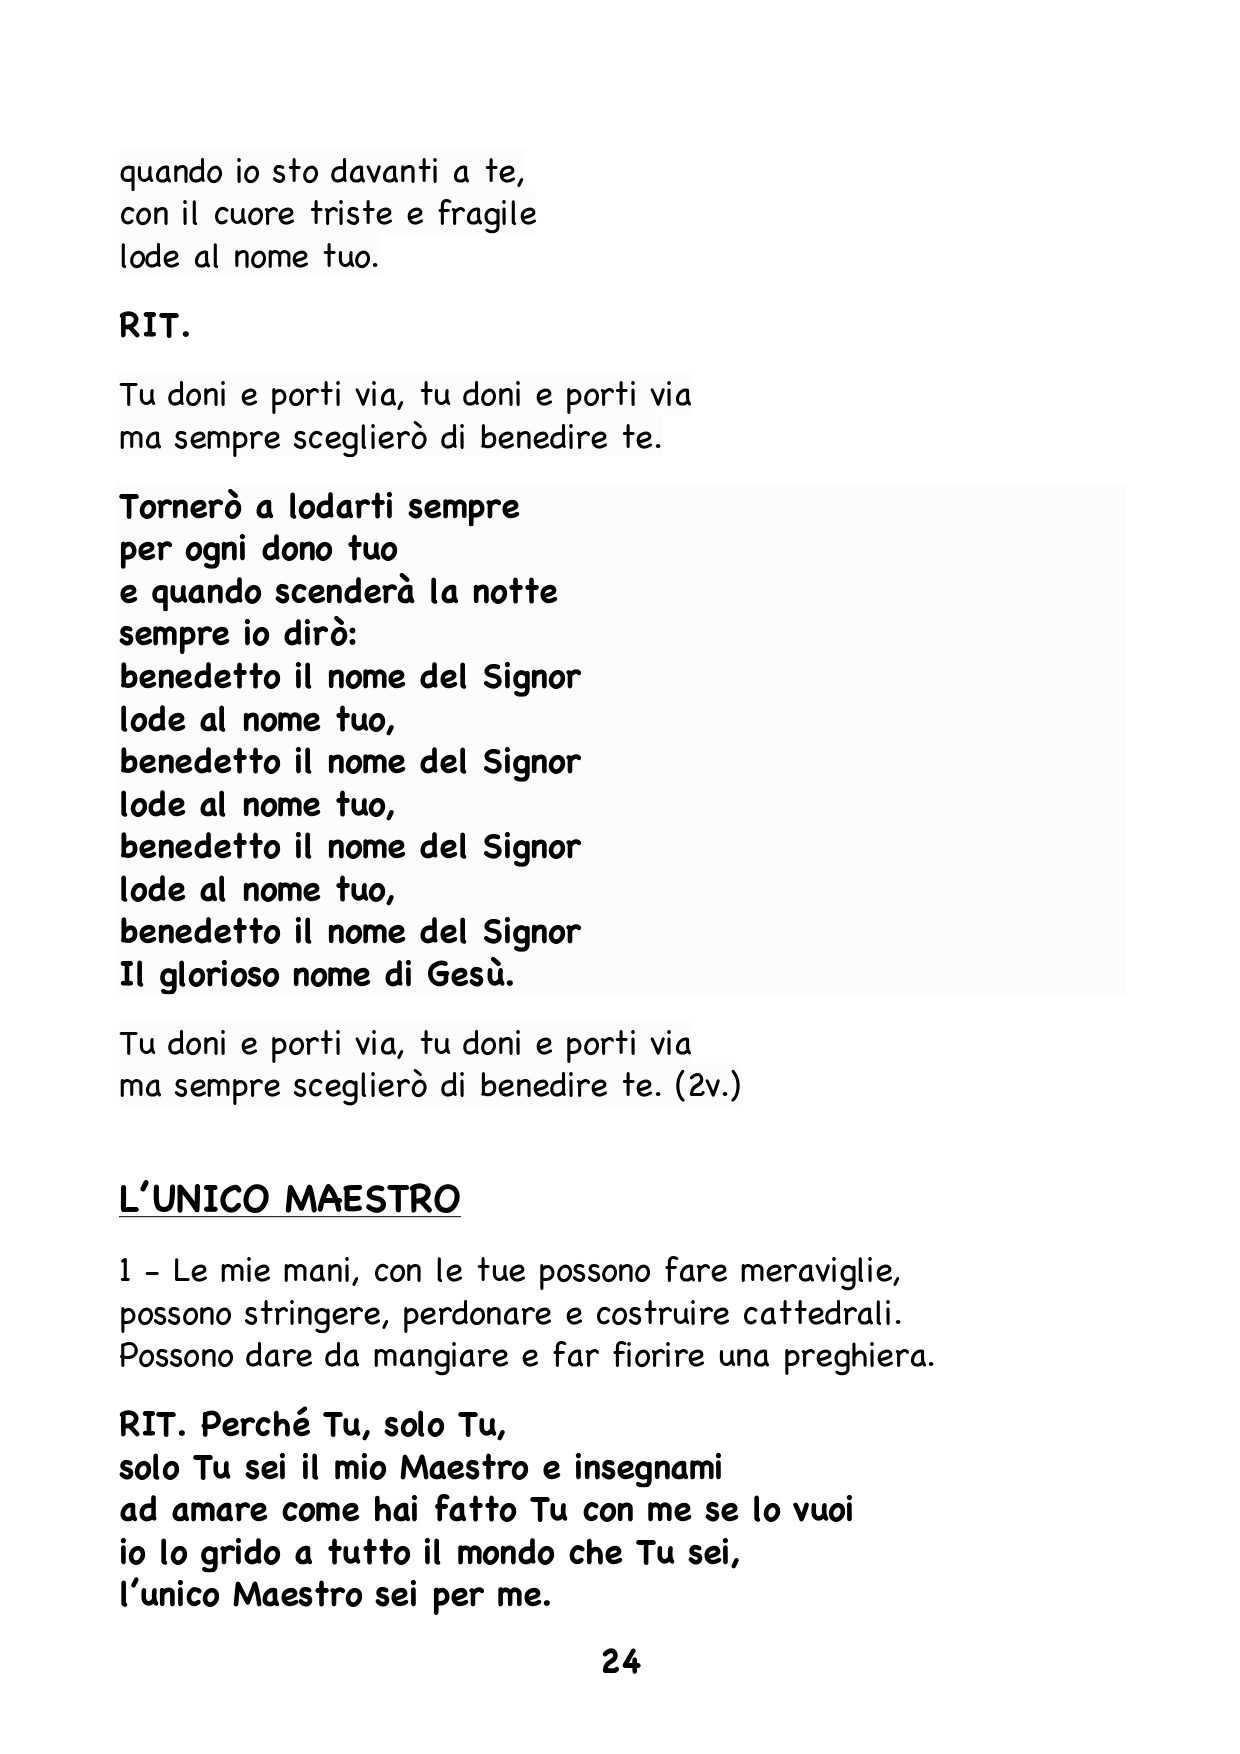 quando io sto davanti a te,
con il cuore triste e fragile
lode al nome tuo.
RIT.
Tu doni e porti via, tu doni e porti via
ma sempre sceglierò di benedire te.
Tornerò a lodarti sempre
per ogni dono tuo
e quando scenderà la notte
sempre io dirò:
benedetto il nome del Signor
lode al nome tuo,
benedetto il nome del Signor
lode al nome tuo,
benedetto il nome del Signor
lode al nome tuo,
benedetto il nome del Signor
Il glorioso nome di Gesù.
Tu doni e porti via, tu doni e porti via
ma sempre sceglierò di benedire te. (2v.)
L’UNICO MAESTRO
1 – Le mie mani, con le tue possono fare meraviglie,
possono stringere, perdonare e costruire cattedrali.
Possono dare da mangiare e far fiorire una preghiera.
RIT. Perché Tu, solo Tu,
solo Tu sei il mio Maestro e insegnami
ad amare come hai fatto Tu con me se lo vuoi
io lo grido a tutto il mondo che Tu sei,
l’unico Maestro sei per me.
24